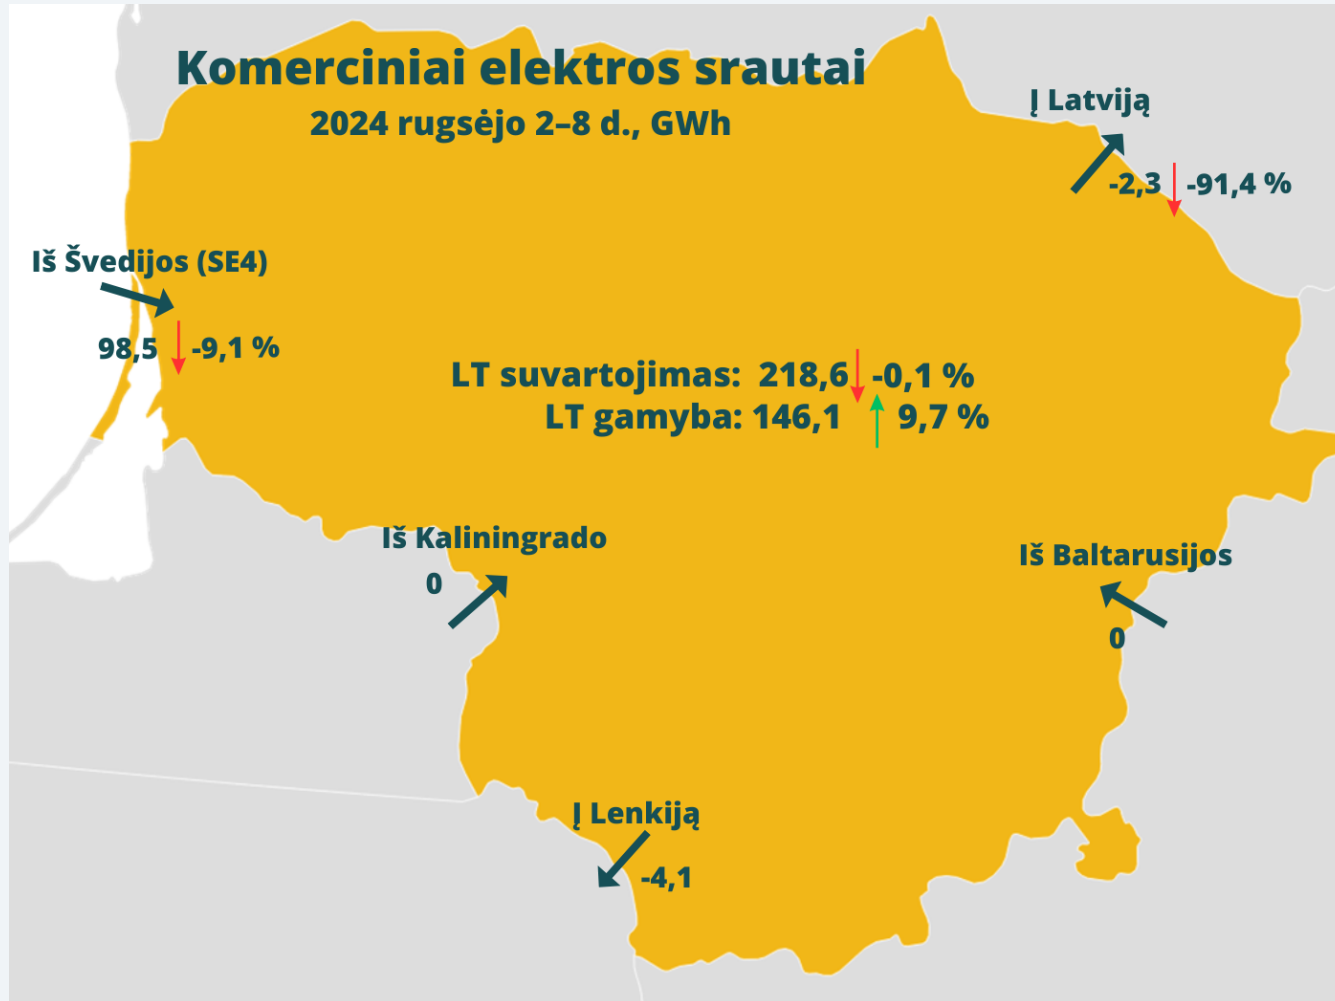 Komerciniai elektros srautai
2024 rugsėjo 2–8 d., GWh
Į Latviją
-2,3 -91,4 %
Iš Švedijos (SE4)
98,5 -9,1 %
LT suvartojimas: 218,6 -0,1 %
LT gamyba: 146,1 9,7 %
Iš Kaliningrado
0
Iš Baltarusijos
0
Į Lenkiją
-4,1